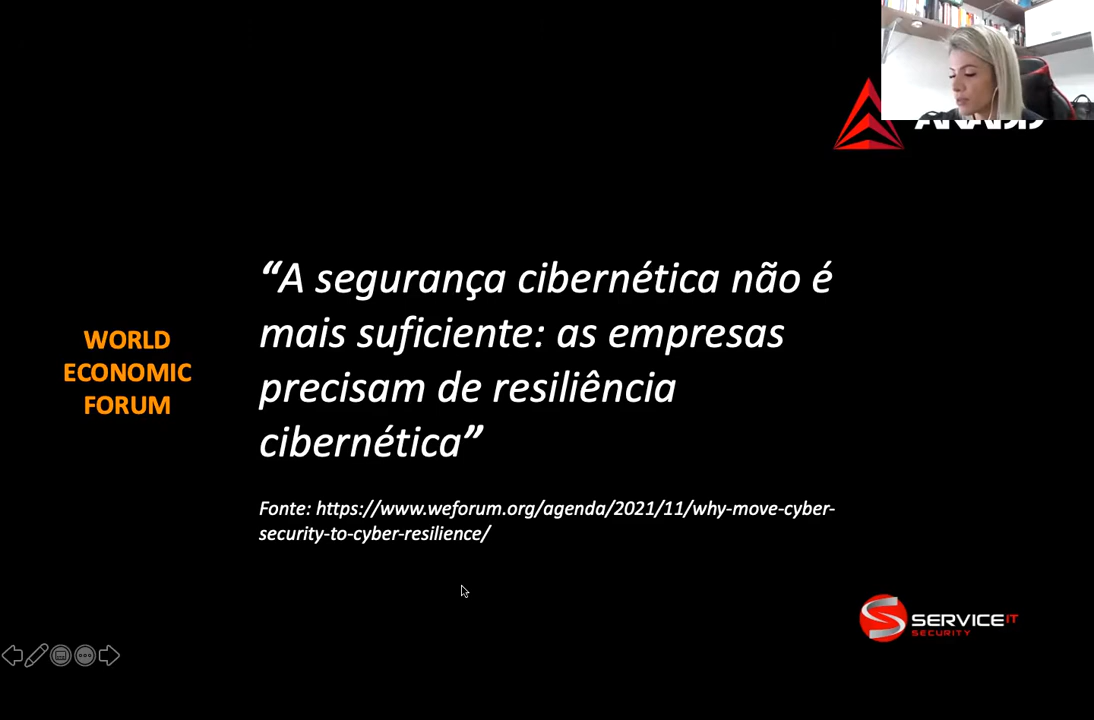 “A segurança cibernética não é
mais suficiente: as empresas
precisam de resiliência
cibernética”
WORLD
ECONOMIC
FORUM
Fonte: https://www.weforum.org/agenda/2021/11/why-move-cyber-
security-to-cyber-resilience/
SERVICE IT
SECURITY